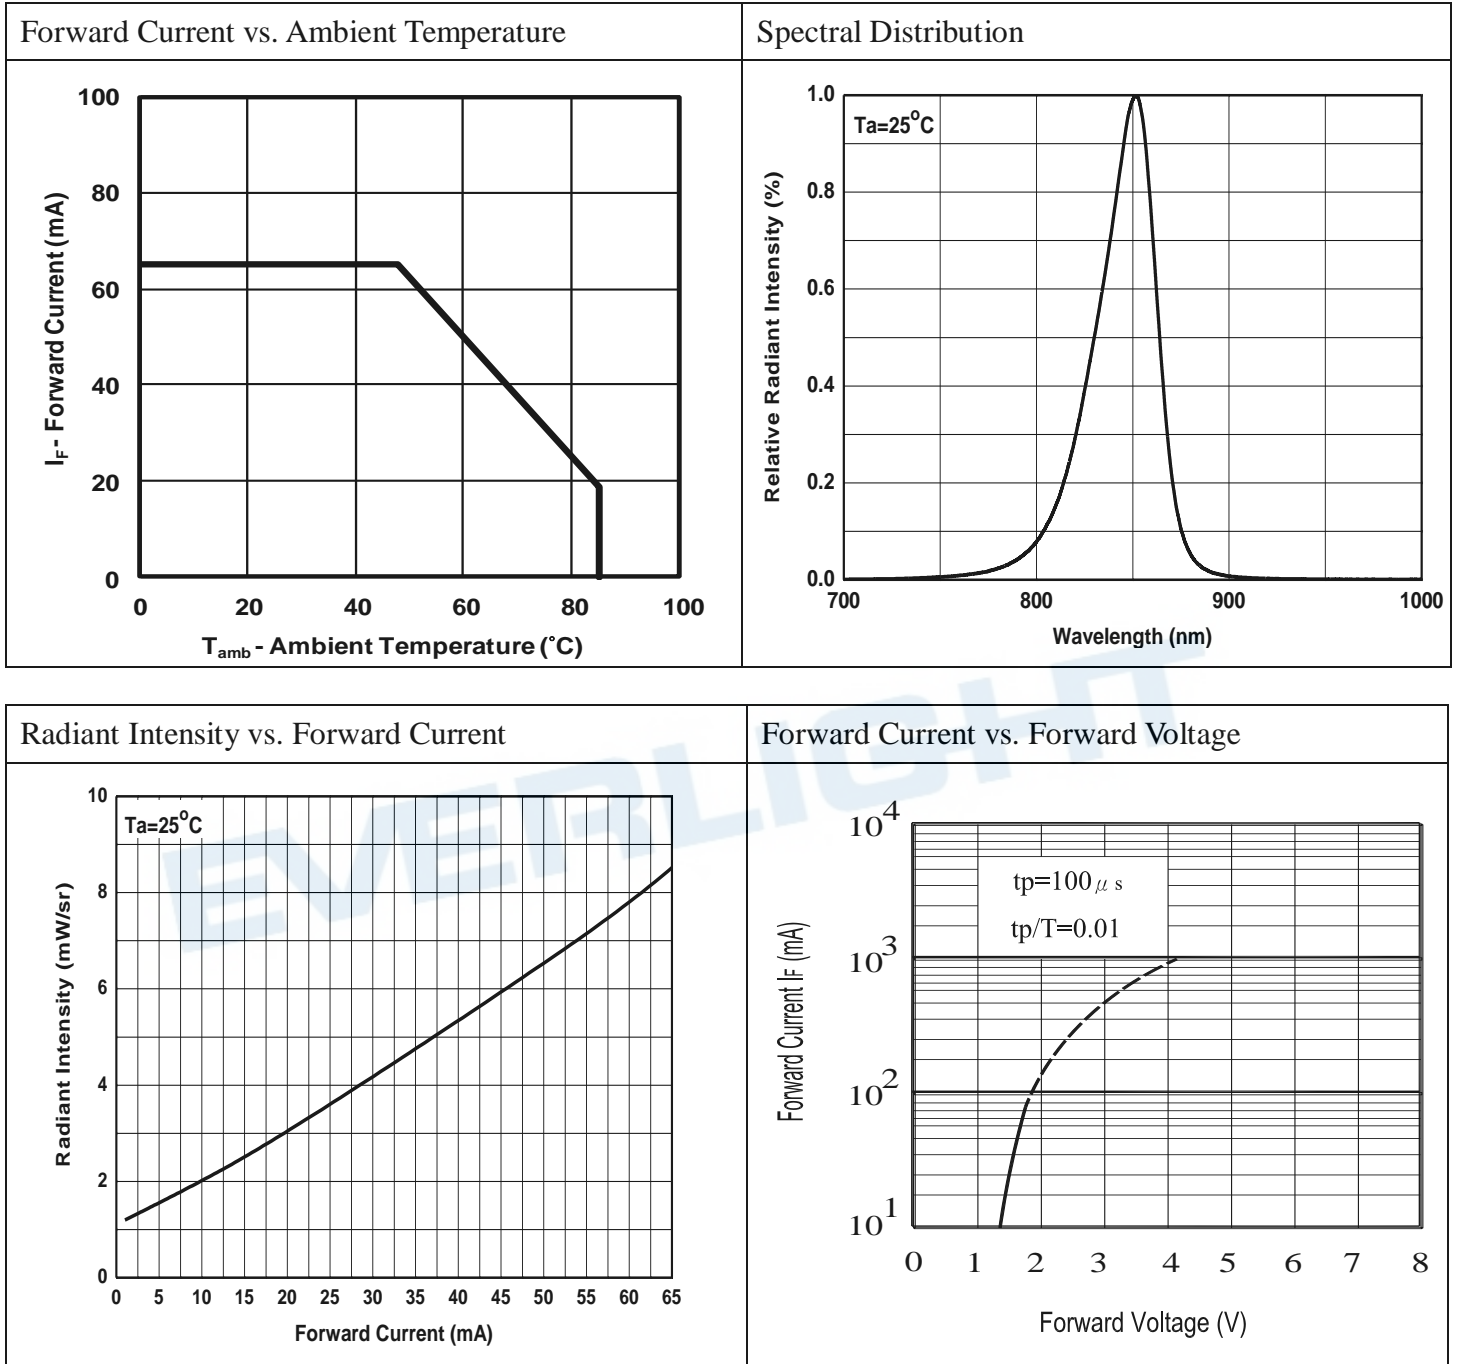 Forward Current vs. Ambient Temperature
Spectral Distribution
100
80
60
40
20
0
0 20 40 60 80 100
IF - Forward Current (mA)
Tamb - Ambient Temperature (°C)
Ta=25°C
1.0
0.8
0.6
0.4
0.2
0.0
700 800 900 1000
Relative Radiant Intensity (%)
Wavelength (nm)
EVERLIGHT
Radiant Intensity vs. Forward Current
Forward Current vs. Forward Voltage
Ta=25°C
10
8
6
4
2
0
0 5 10 15 20 25 30 35 40 45 50 55 60 65
Radiant Intensity (mW/sr)
Forward Current (mA)
10⁴
10³
10²
10¹
tp=100μs
tp/T=0.01
0 1 2 3 4 5 6 7 8
Forward Current IF (mA)
Forward Voltage (V)